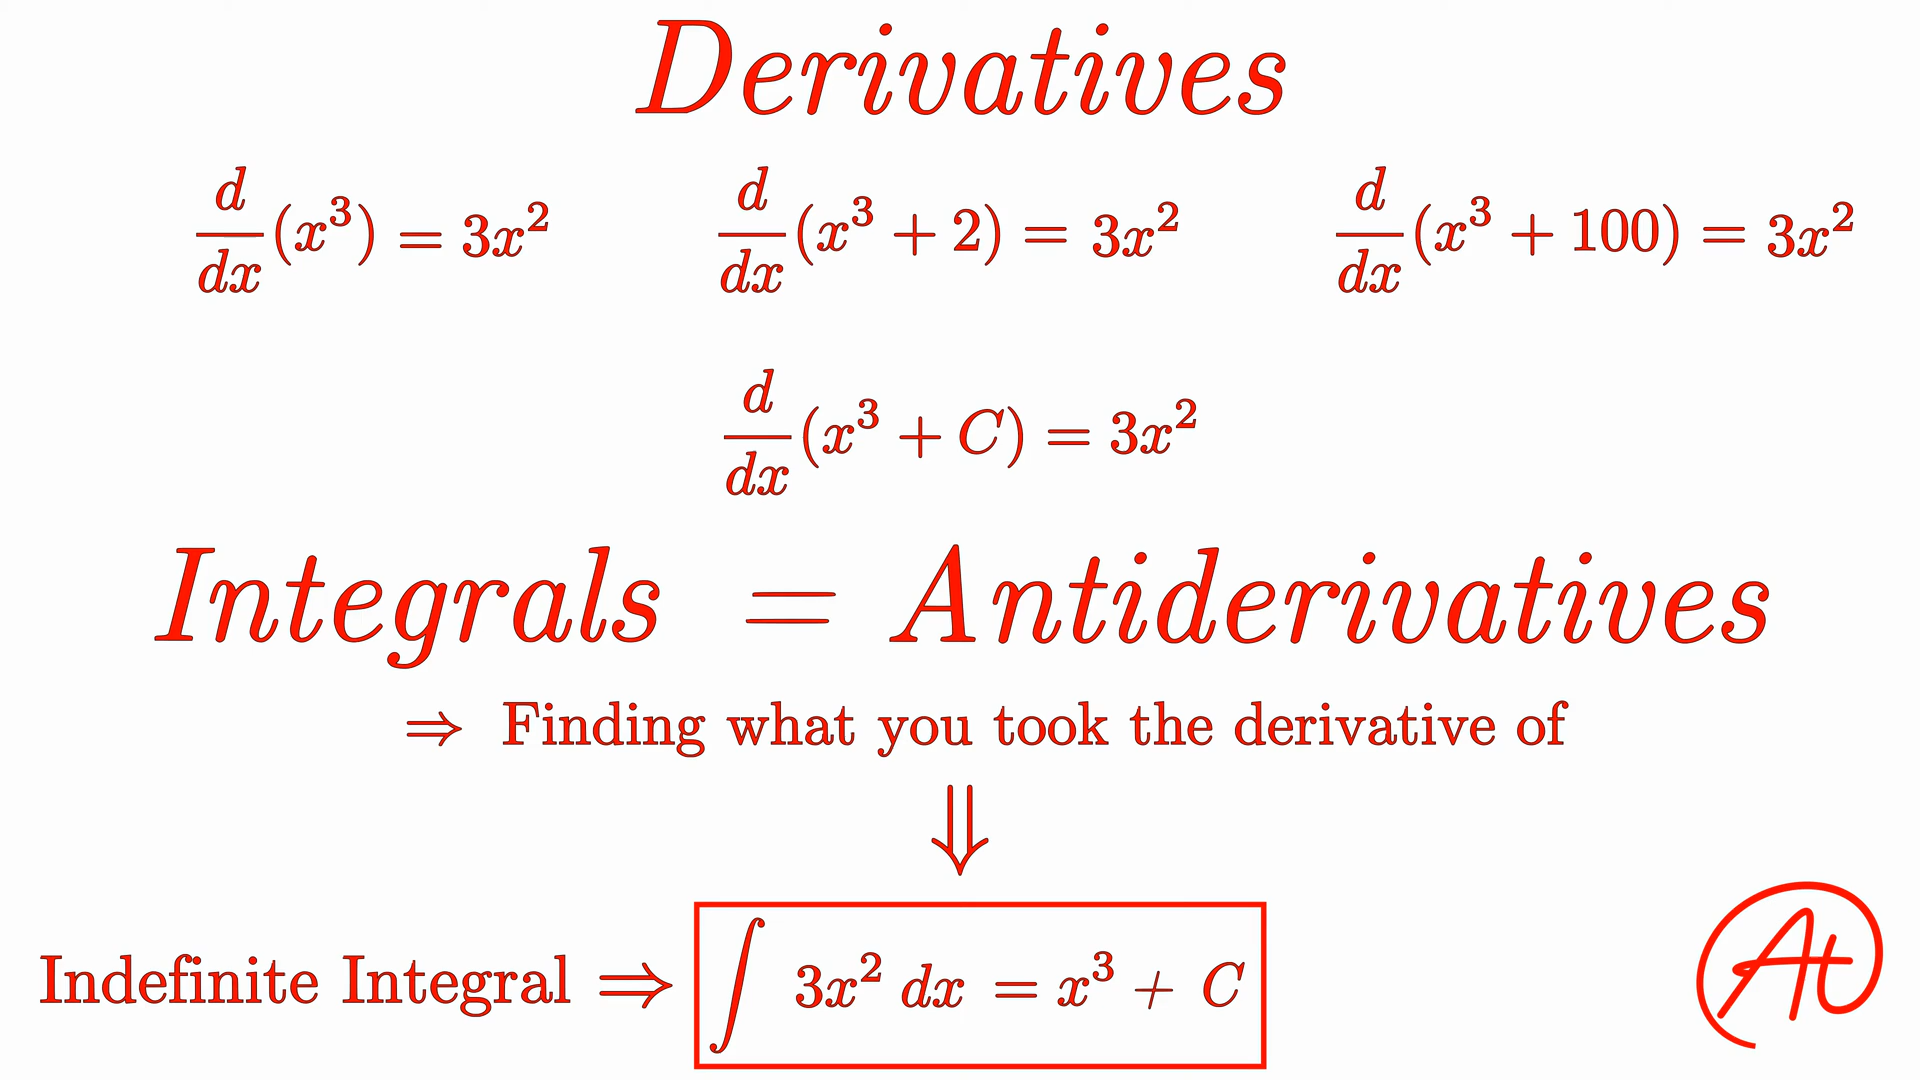 Derivatives
d/dx(x³) = 3x² d/dx(x³ + 2) = 3x² d/dx(x³ + 100) = 3x²
d/dx(x³ + C) = 3x²
Integrals = Antiderivatives
⇒ Finding what you took the derivative of
⇓
Indefinite Integral ⇒ ∫ 3x² dx = x³ + C
At